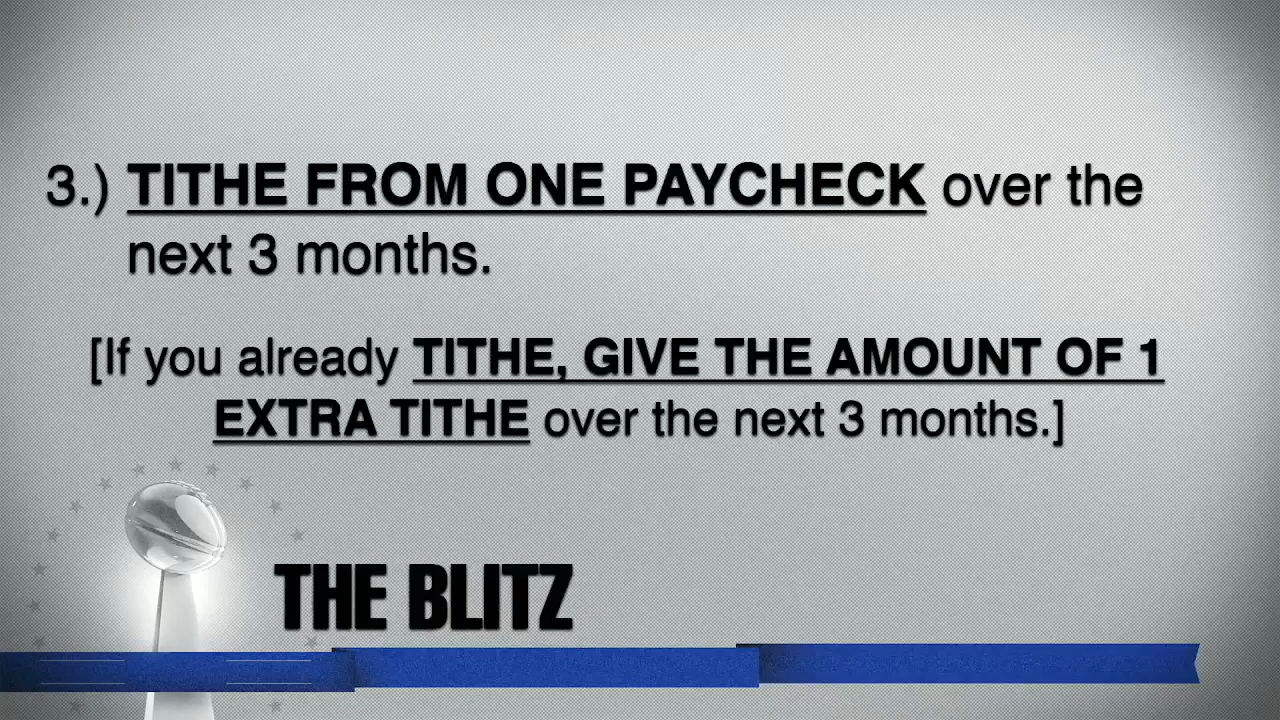 3.) TITHE FROM ONE PAYCHECK over the
next 3 months.
[If you already TITHE, GIVE THE AMOUNT OF 1
EXTRA TITHE over the next 3 months.]
THE BLITZ